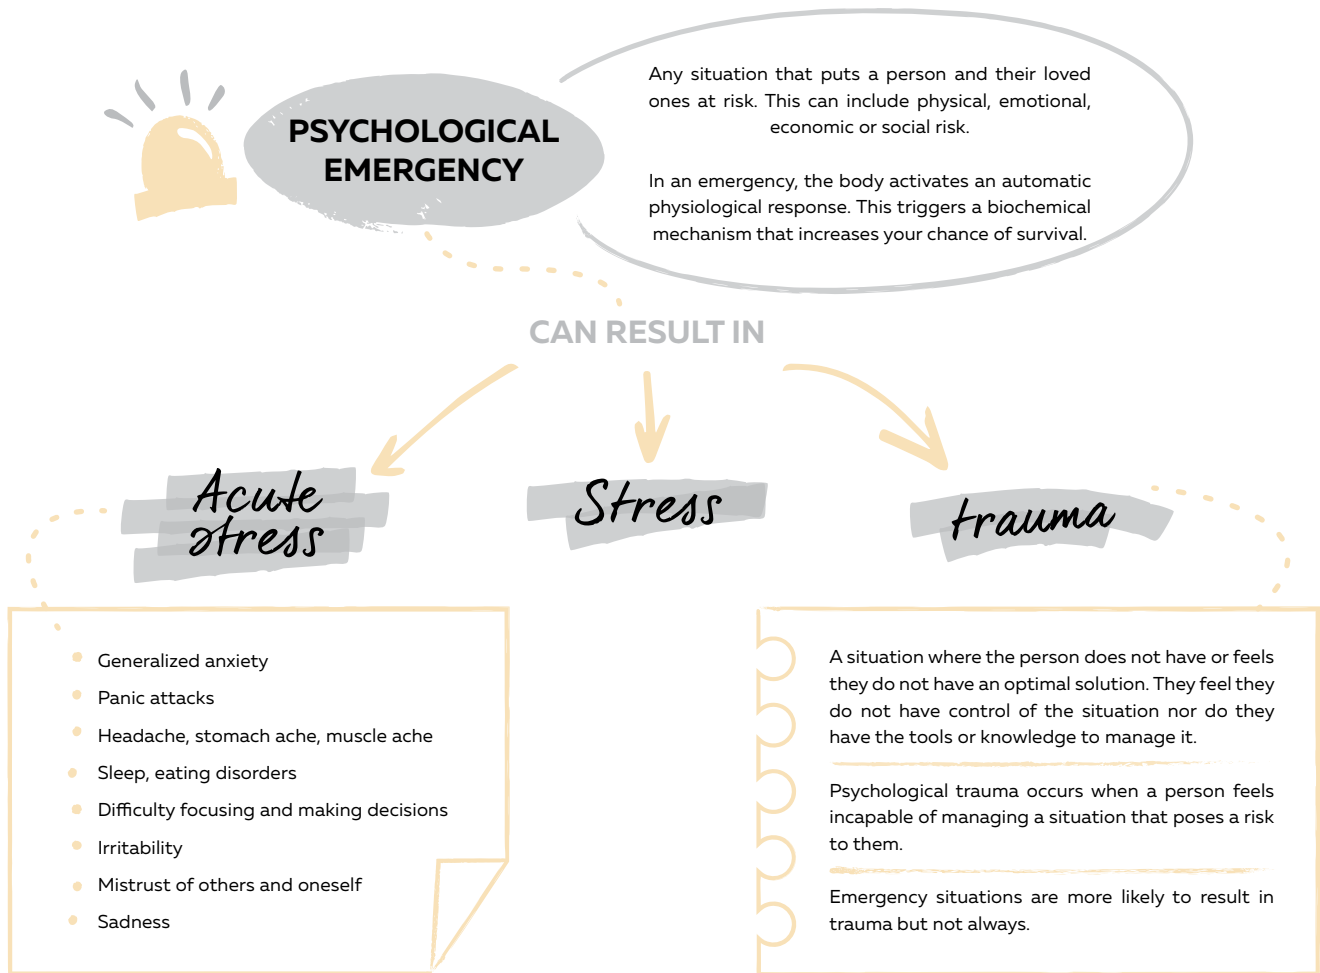 PSYCHOLOGICAL
EMERGENCY
Any situation that puts a person and their loved
ones at risk. This can include physical, emotional,
economic or social risk.
In an emergency, the body activates an automatic
physiological response. This triggers a biochemical
mechanism that increases your chance of survival.
CAN RESULT IN
Acute
stress
Stress
trauma
Generalized anxiety
Panic attacks
Headache, stomach ache, muscle ache
Sleep, eating disorders
Difficulty focusing and making decisions
Irritability
Mistrust of others and oneself
Sadness
A situation where the person does not have or feels
they do not have an optimal solution. They feel they
do not have control of the situation nor do they
have the tools or knowledge to manage it.
Psychological trauma occurs when a person feels
incapable of managing a situation that poses a risk
to them.
Emergency situations are more likely to result in
trauma but not always.